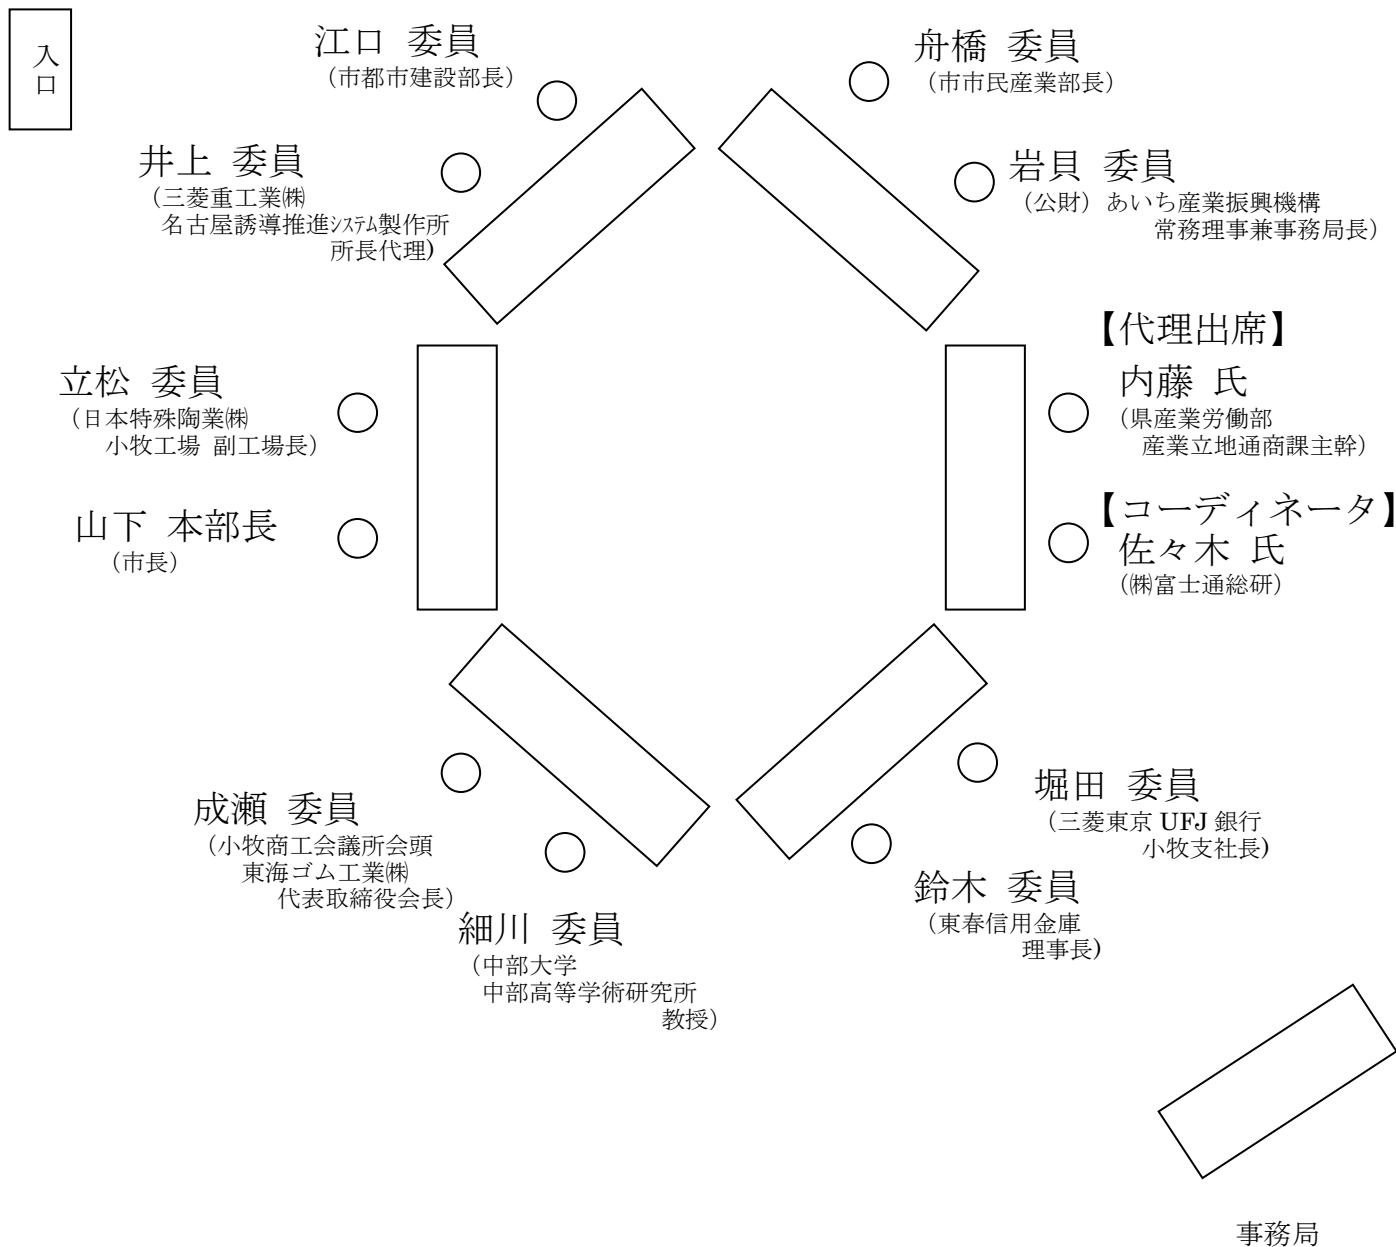 入
口
江口 委員
（市都市建設部長）
舟橋 委員
（市市民産業部長）
井上 委員
（三菱重工業㈱
名古屋誘導推進ｼｽﾃﾑ製作所
所長代理)
岩貝 委員
（公財）あいち産業振興機構
常務理事兼事務局長）
立松 委員
（日本特殊陶業㈱
小牧工場 副工場長）
【代理出席】
内藤 氏
（県産業労働部
産業立地通商課主幹）
山下 本部長
（市長）
【コーディネータ】
佐々木 氏
（㈱富士通総研）
成瀬 委員
（小牧商工会議所会頭
東海ゴム工業㈱
代表取締役会長）
堀田 委員
（三菱東京 UFJ 銀行
小牧支社長)
細川 委員
（中部大学
中部高等学術研究所
教授）
鈴木 委員
（東春信用金庫
理事長)
事務局